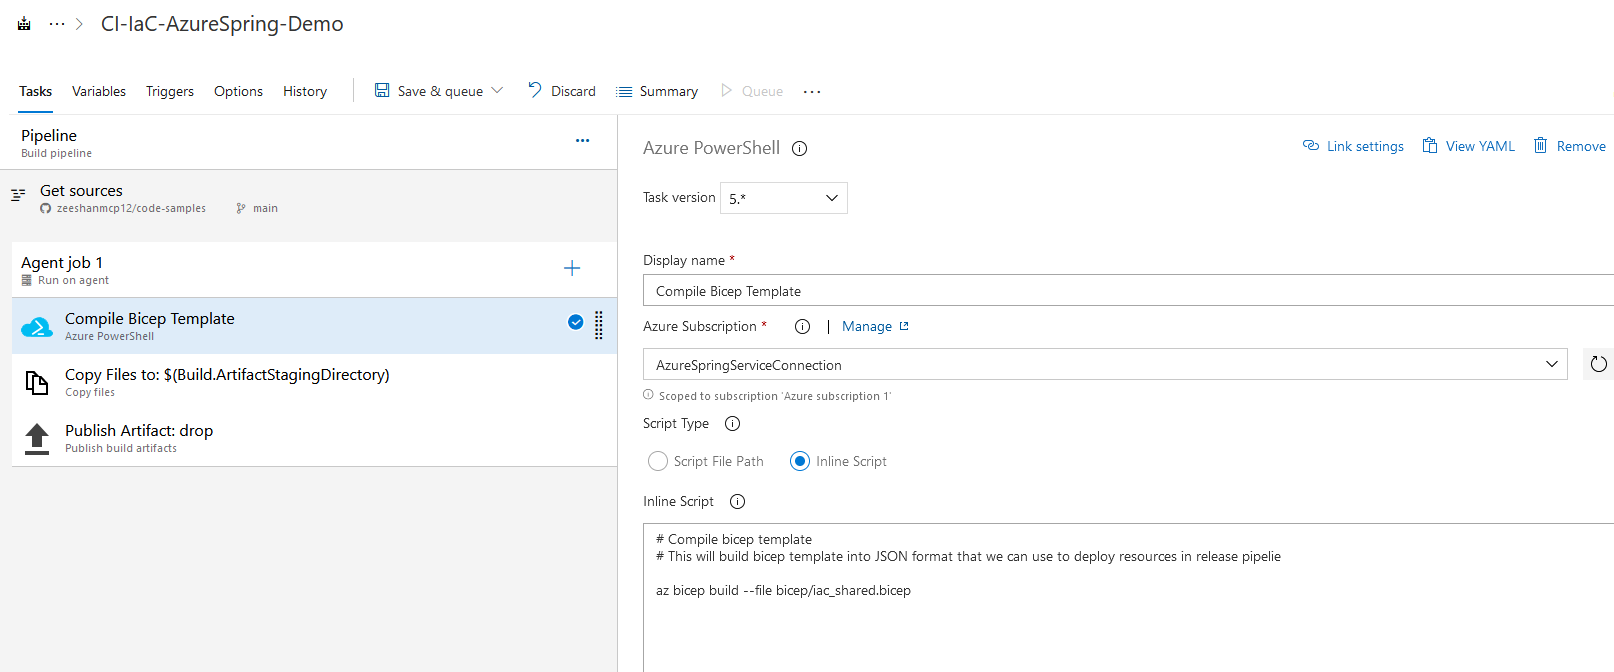 ··· > CI-IaC-AzureSpring-Demo
Tasks Variables Triggers Options History Save & queue Discard Summary Queue ···
Pipeline
Build pipeline
Get sources
zeeshanmcp12/code-samples main
Agent job 1
Run on agent
Compile Bicep Template
Azure PowerShell
Copy Files to: $(Build.ArtifactStagingDirectory)
Copy files
Publish Artifact: drop
Publish build artifacts
Azure PowerShell
Link settings View YAML Remove
Task version 5.*
Display name *
Compile Bicep Template
Azure Subscription * | Manage
AzureSpringServiceConnection
Scoped to subscription 'Azure subscription 1'
Script Type
Script File Path Inline Script
Inline Script
# Compile bicep template
# This will build bicep template into JSON format that we can use to deploy resources in release pipelie
az bicep build --file bicep/iac_shared.bicep